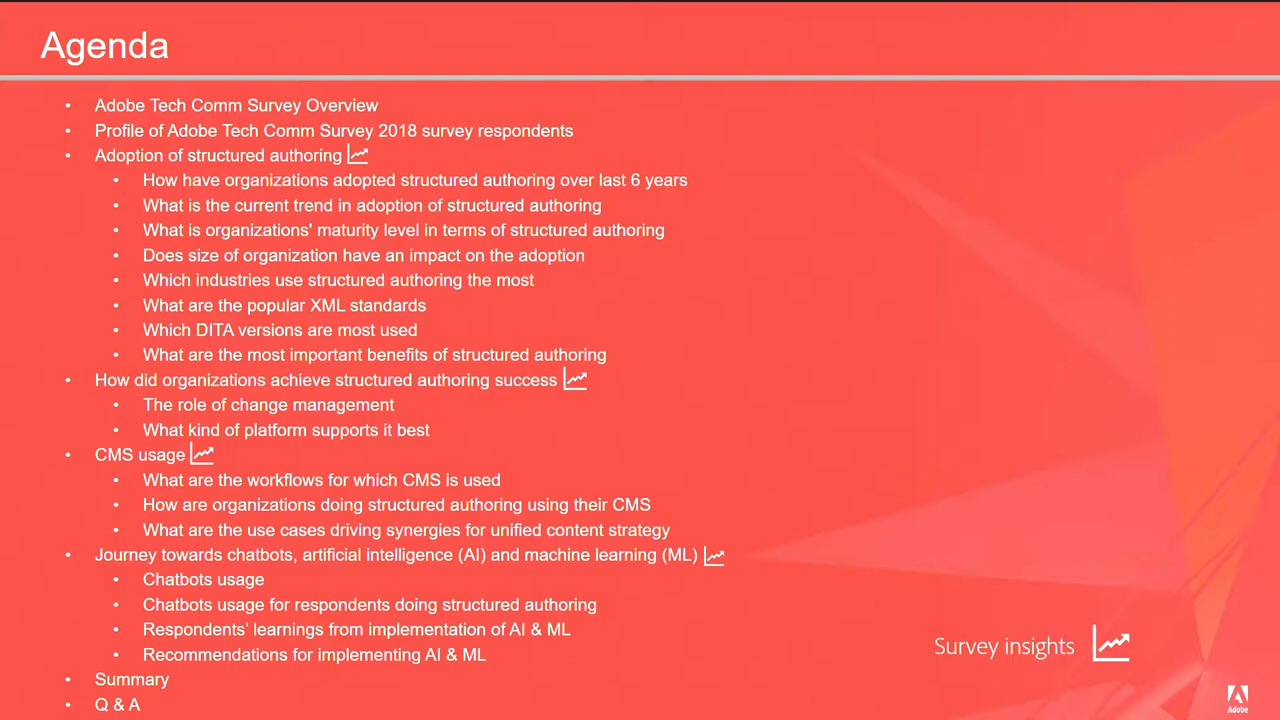 Agenda
• Adobe Tech Comm Survey Overview
• Profile of Adobe Tech Comm Survey 2018 survey respondents
• Adoption of structured authoring
• How have organizations adopted structured authoring over last 6 years
• What is the current trend in adoption of structured authoring
• What is organizations' maturity level in terms of structured authoring
• Does size of organization have an impact on the adoption
• Which industries use structured authoring the most
• What are the popular XML standards
• Which DITA versions are most used
• What are the most important benefits of structured authoring
• How did organizations achieve structured authoring success
• The role of change management
• What kind of platform supports it best
• CMS usage
• What are the workflows for which CMS is used
• How are organizations doing structured authoring using their CMS
• What are the use cases driving synergies for unified content strategy
• Journey towards chatbots, artificial intelligence (AI) and machine learning (ML)
• Chatbots usage
• Chatbots usage for respondents doing structured authoring
• Respondents’ learnings from implementation of AI & ML
• Recommendations for implementing AI & ML
• Summary
• Q & A
Survey insights
Adobe